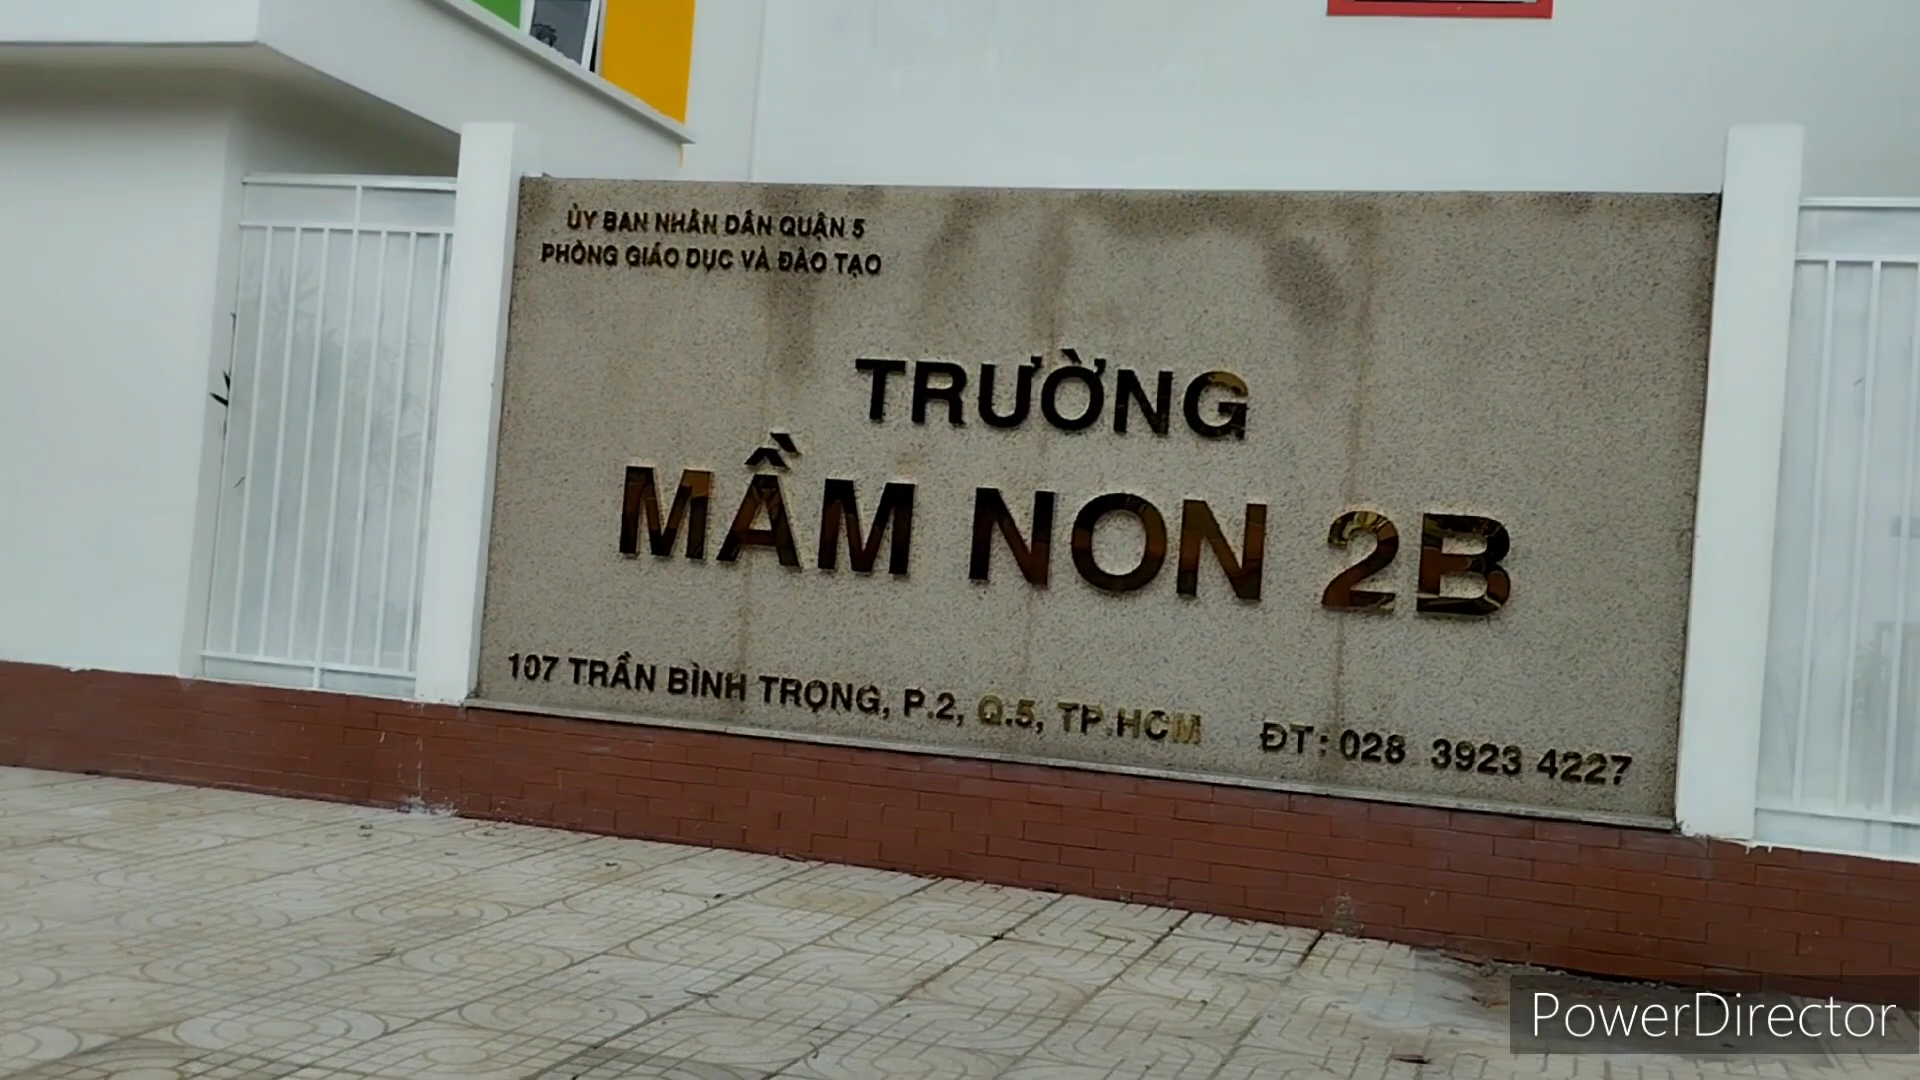 ỦY BAN NHÂN DÂN QUẬN 5
PHÒNG GIÁO DỤC VÀ ĐÀO TẠO
TRƯỜNG
MẦM NON 2B
107 TRẦN BÌNH TRỌNG, P.2, Q.5, TP.HCM ĐT: 028 3923 4227
PowerDirector